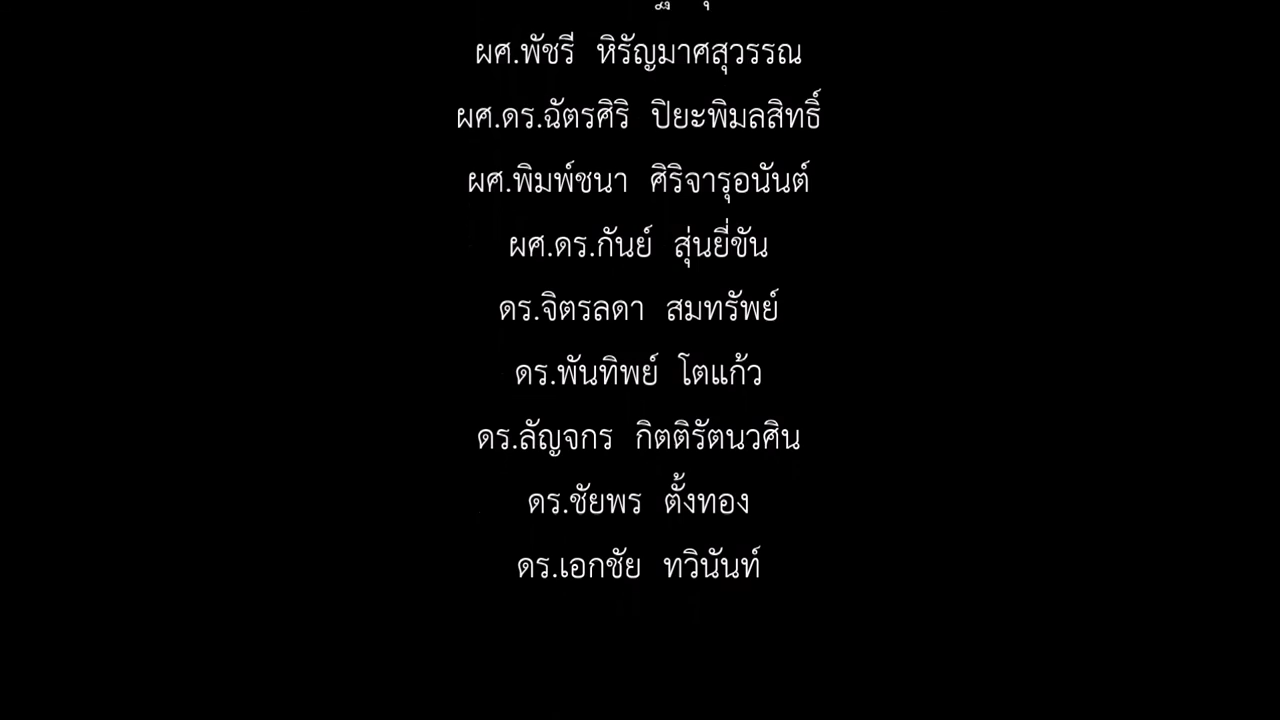 ผศ.พัชรี หิรัญมาศสุวรรณ
ผศ.ดร.ฉัตรศิริ ปิยะพิมลสิทธิ์
ผศ.พิมพ์ชนา ศิริจารุอนันต์
ผศ.ดร.กันย์ สุ่นยี่ขัน
ดร.จิตรลดา สมทรัพย์
ดร.พันทิพย์ โตแก้ว
ดร.ลัญจกร กิตติรัตนวศิน
ดร.ชัยพร ตั้งทอง
ดร.เอกชัย ทวินันท์